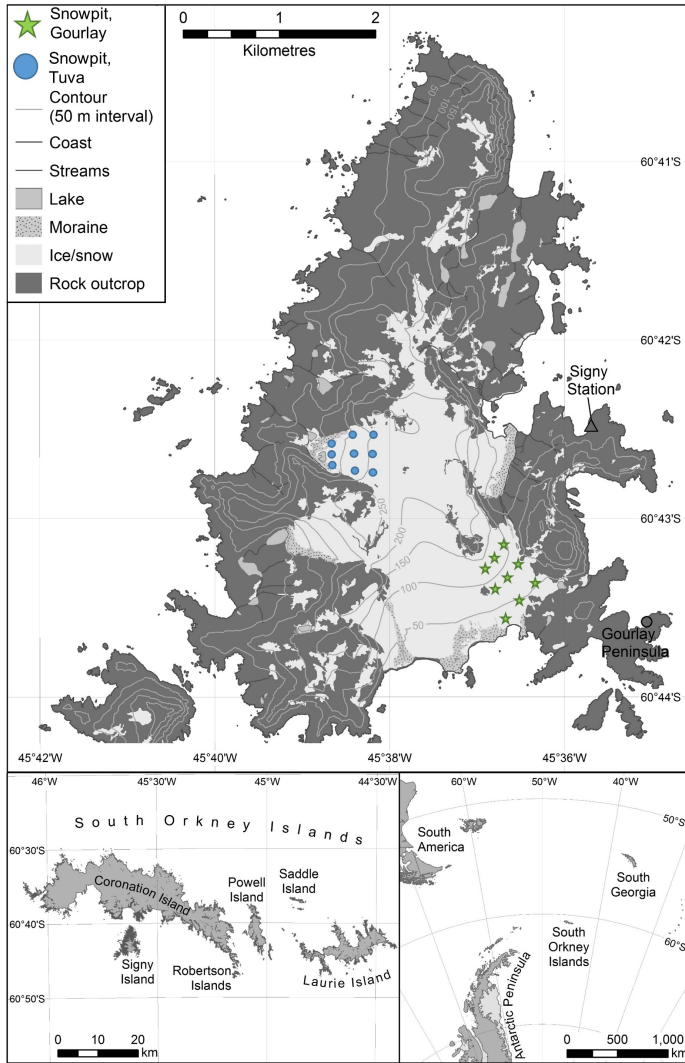 Snowpit,
Gourlay
Snowpit,
Tuva
Contour
(50 m interval)
Coast
Streams
Lake
Moraine
Ice/snow
Rock outcrop
0 1 2
Kilometres
50
100
150
60°41'S
60°42'S
Signy
Station
250
200
60°43'S
150
100
50
Gourlay
Peninsula
60°44'S
45°42'W 45°40'W 45°38'W 45°36'W
46°W 45°30'W 45°W 44°30'W
South Orkney Islands
60°30'S
60°40'S
60°50'S
Coronation Island
Powell
Island
Saddle
Island
Signy
Island
Robertson
Islands
Laurie Island
0 10 20
km
60°W 50°W 40°W
50°S
South
America
South
Georgia
South
Orkney
Islands
60°S
Antarctic Peninsula
0 500 1,000
km